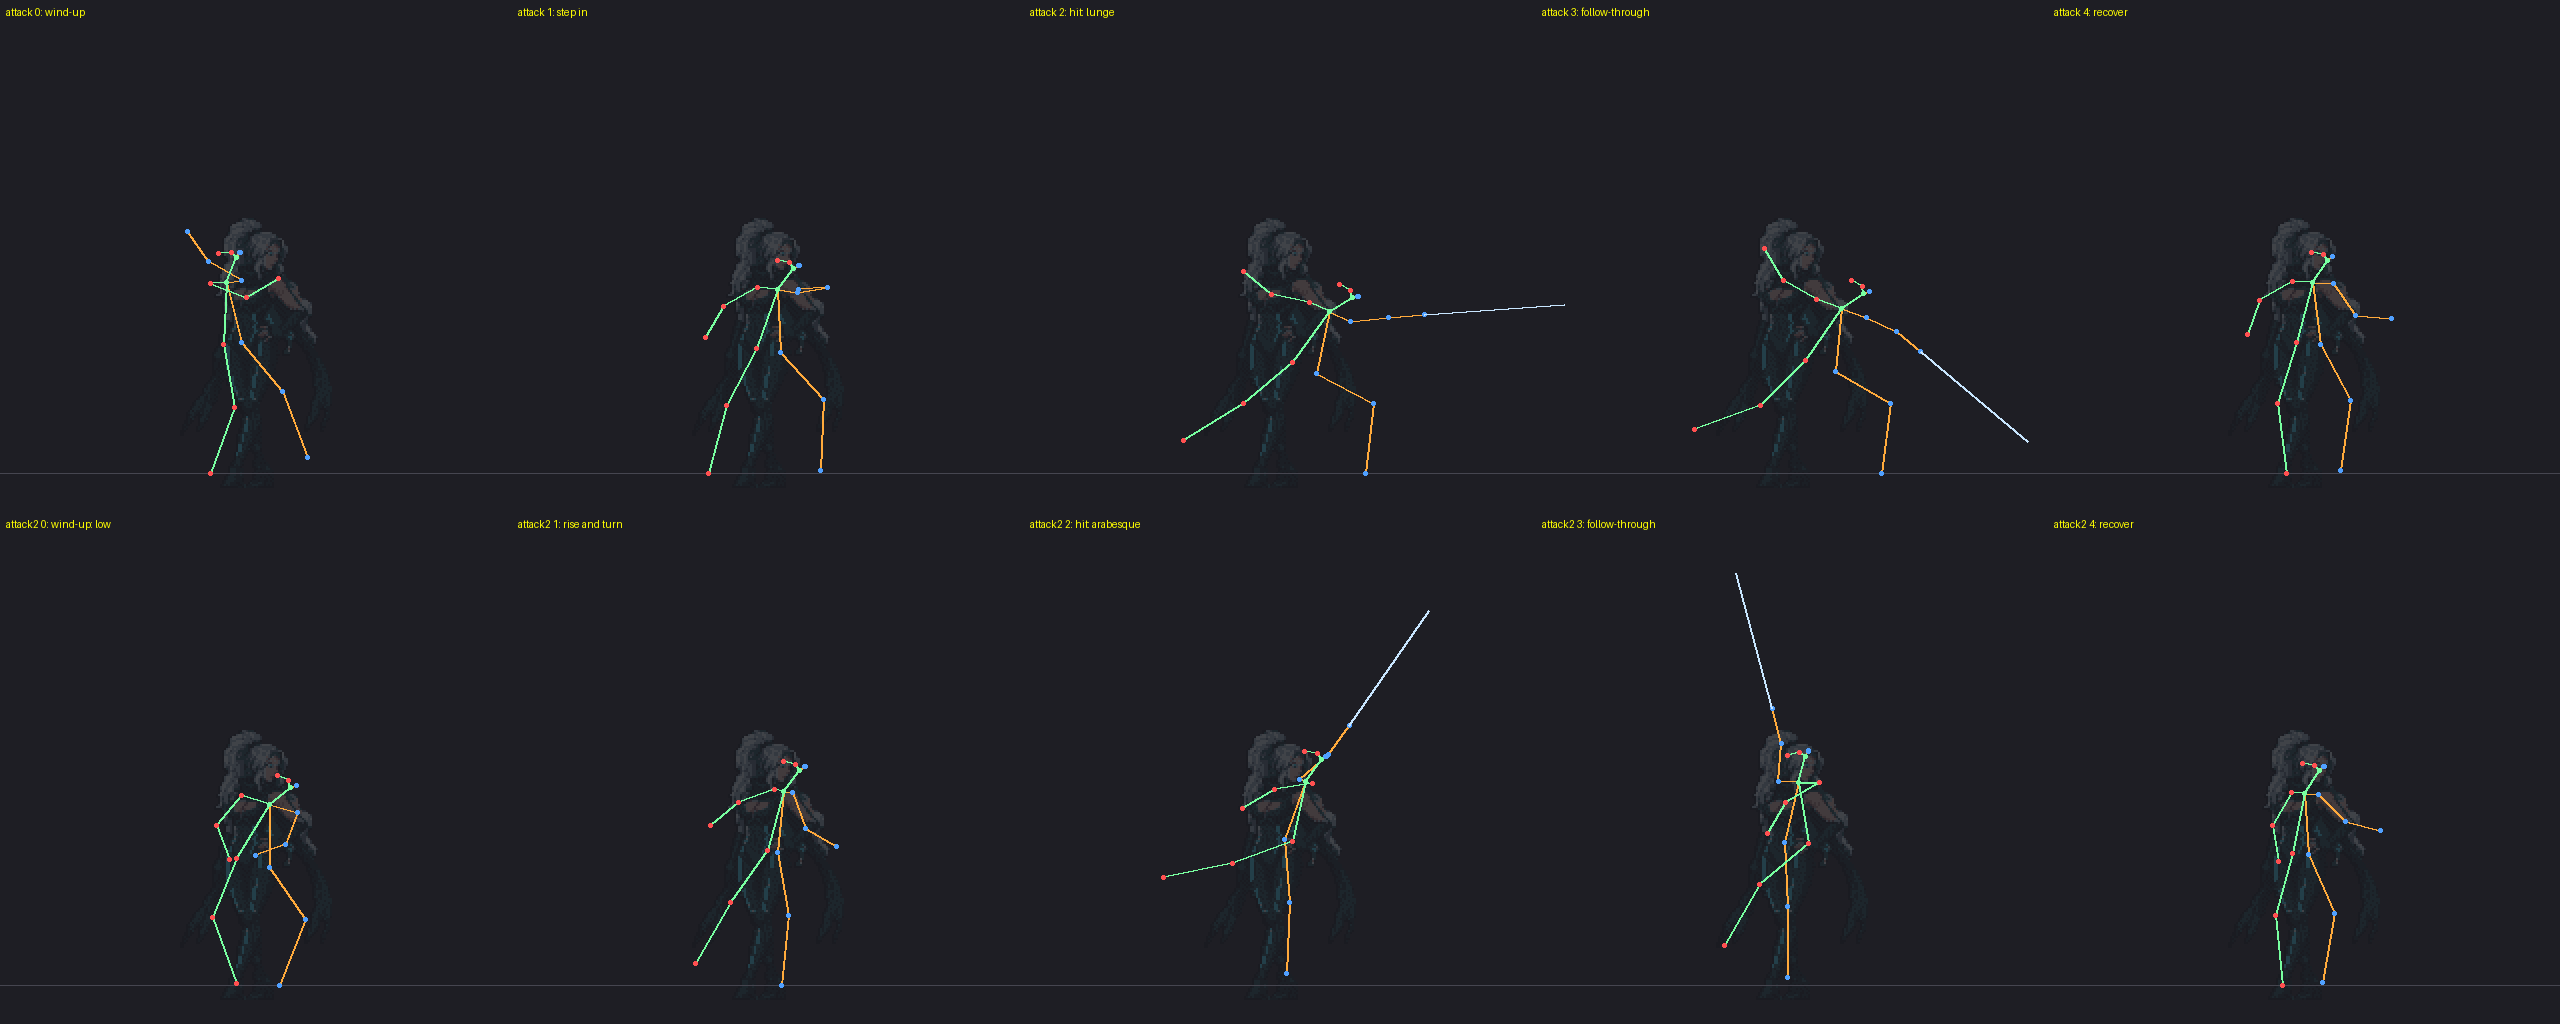 attack 0: wind-up
attack 1: step in
attack 2: hit: lunge
attack 3: follow-through
attack 4: recover
attack2 0: wind-up: low
attack2 1: rise and turn
attack2 2: hit: arabesque
attack2 3: follow-through
attack2 4: recover